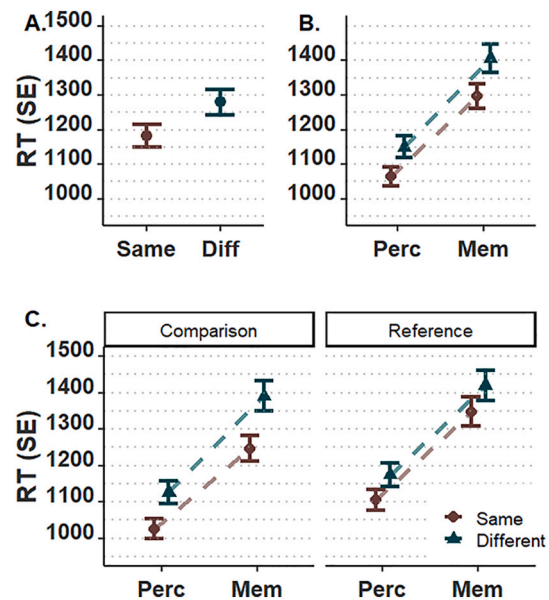 A.
B.
1500
1400
1300
1200
1100
1000
RT (SE)
Same
Diff
1400
1300
1200
1100
1000
Perc
Mem
C.
Comparison
Reference
1500
1400
1300
1200
1100
1000
RT (SE)
Same
Different
Perc
Mem
Perc
Mem